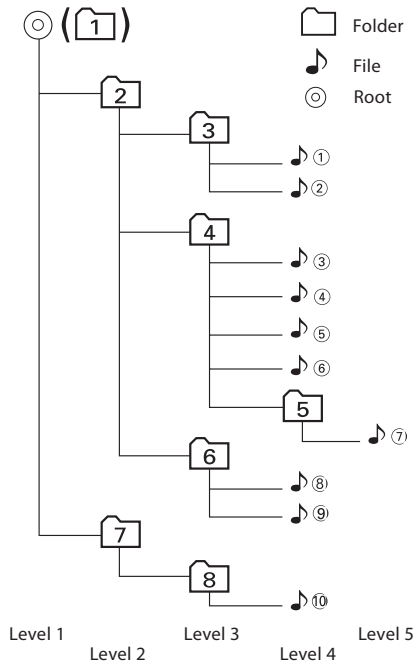 (1)
Folder
File
Root
2
3
①
②
4
③
④
⑤
⑥
5
⑦
6
⑧
⑨
7
8
⑩
Level 1
Level 2
Level 3
Level 4
Level 5